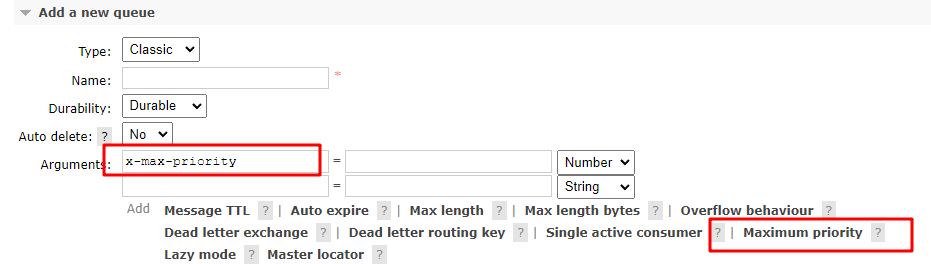 Add a new queue
Type: Classic
Name: *
Durability: Durable
Auto delete: ? No
Arguments: x-max-priority = Number
= String
Add Message TTL ? | Auto expire ? | Max length ? | Max length bytes ? | Overflow behaviour ?
Dead letter exchange ? | Dead letter routing key ? | Single active consumer ? | Maximum priority ?
Lazy mode ? Master locator ?